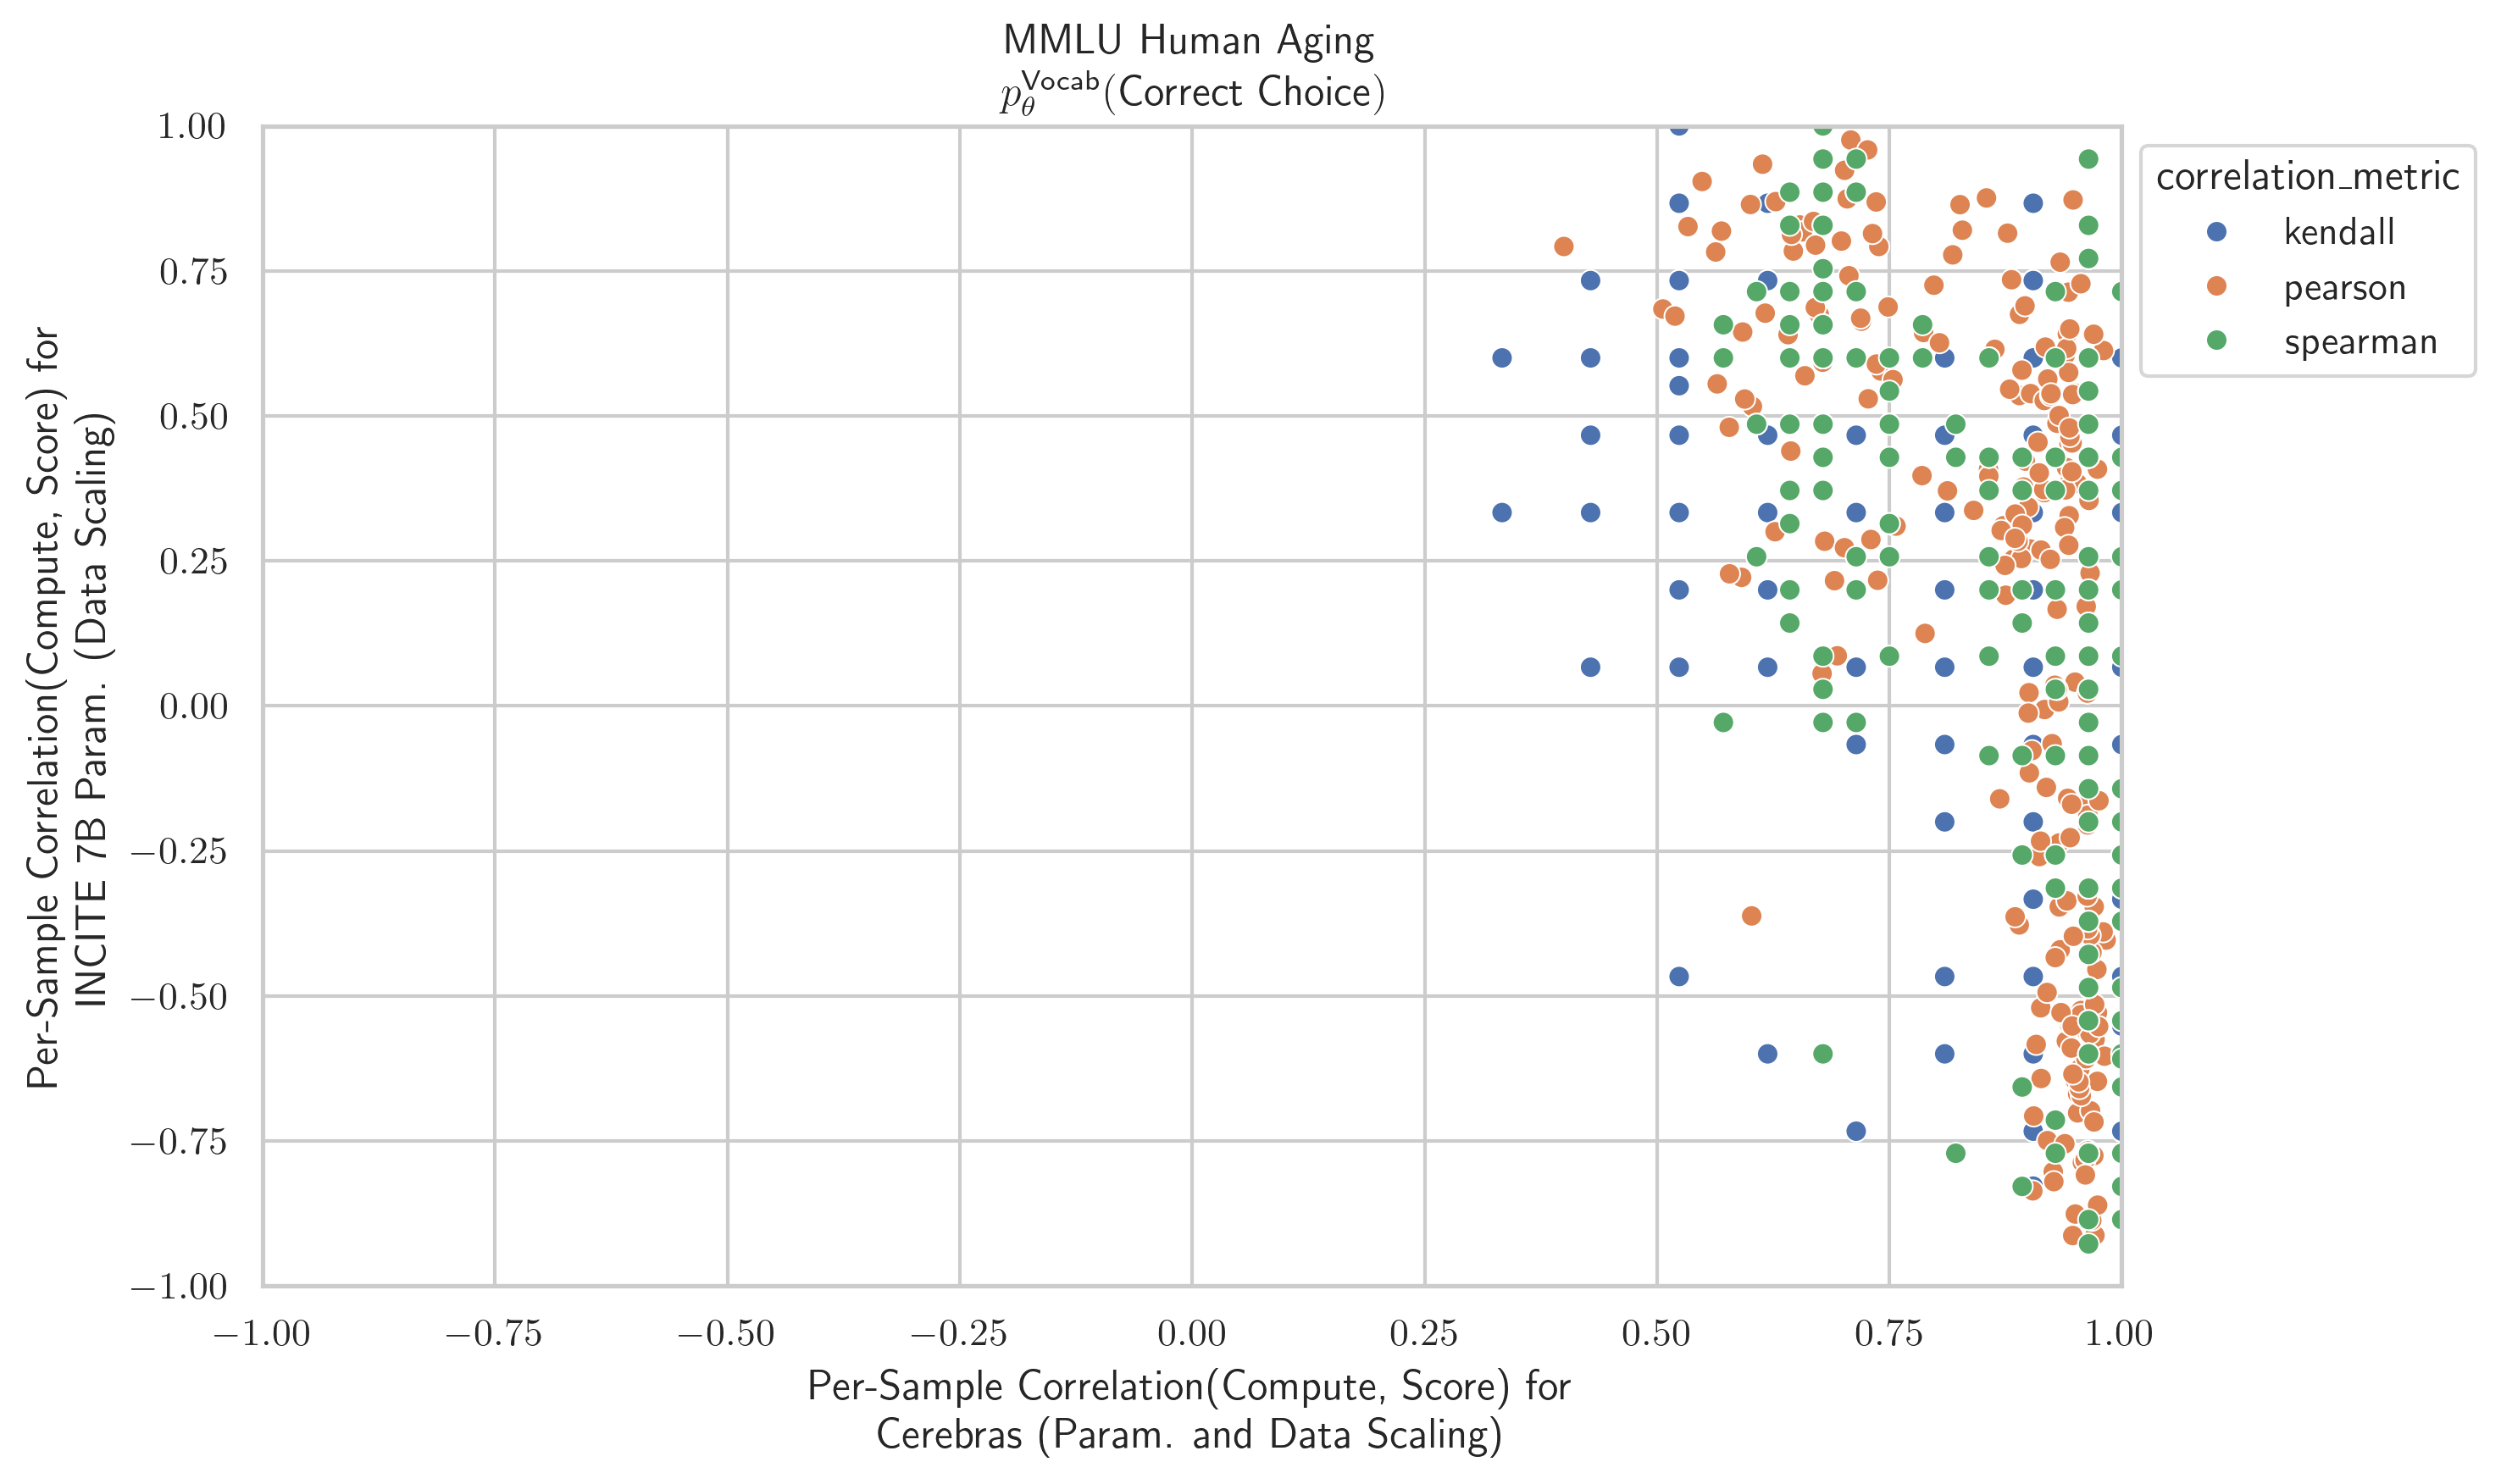 MMLU Human Aging
p_θ^Vocab(Correct Choice)
Per-Sample Correlation(Compute, Score) for
INCITE 7B Param. (Data Scaling)
1.00
0.75
0.50
0.25
0.00
−0.25
−0.50
−0.75
−1.00
−1.00 −0.75 −0.50 −0.25 0.00 0.25 0.50 0.75 1.00
Per-Sample Correlation(Compute, Score) for
Cerebras (Param. and Data Scaling)
correlation_metric
kendall
pearson
spearman